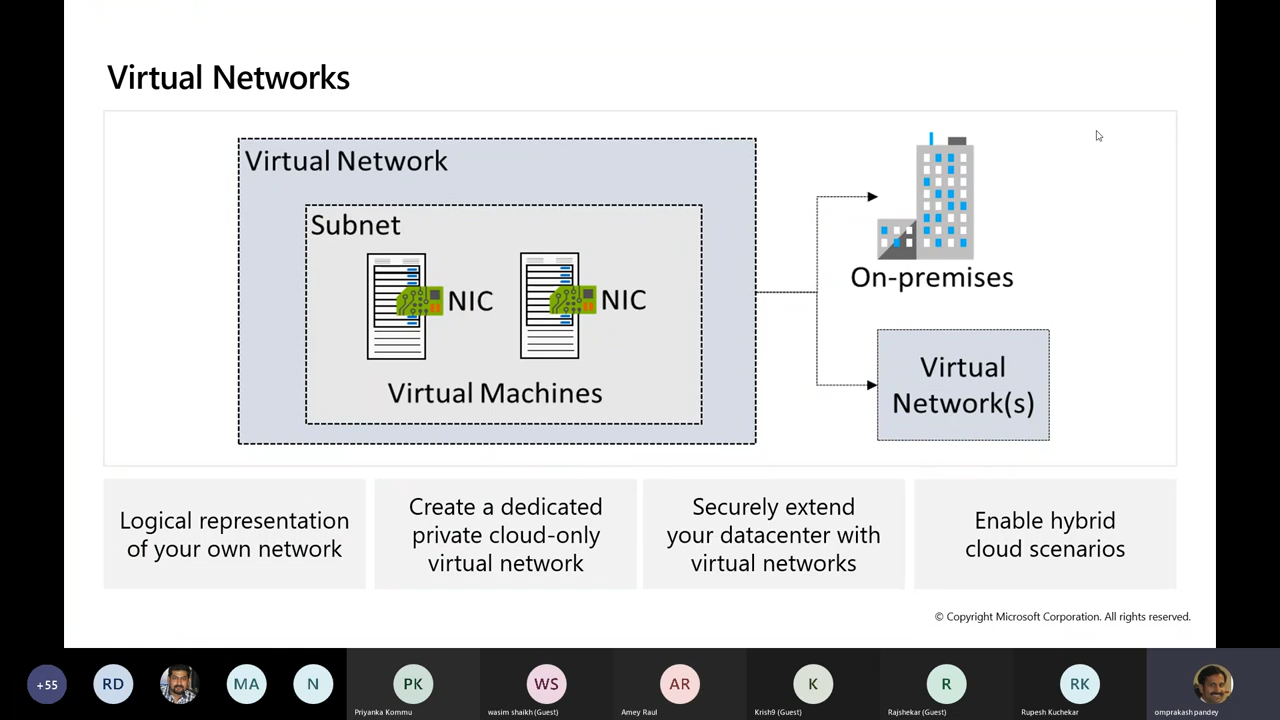 Virtual Networks
Virtual Network
Subnet
NIC
NIC
Virtual Machines
On-premises
Virtual
Network(s)
Logical representation
of your own network
Create a dedicated
private cloud-only
virtual network
Securely extend
your datacenter with
virtual networks
Enable hybrid
cloud scenarios
© Copyright Microsoft Corporation. All rights reserved.
+55
RD
MA
N
PK
Priyanka Kommu
WS
wasim shaikh (Guest)
AR
Amey Raul
K
Krish9 (Guest)
R
Rajshekar (Guest)
RK
Rupesh Kuchekar
omprakash pandey